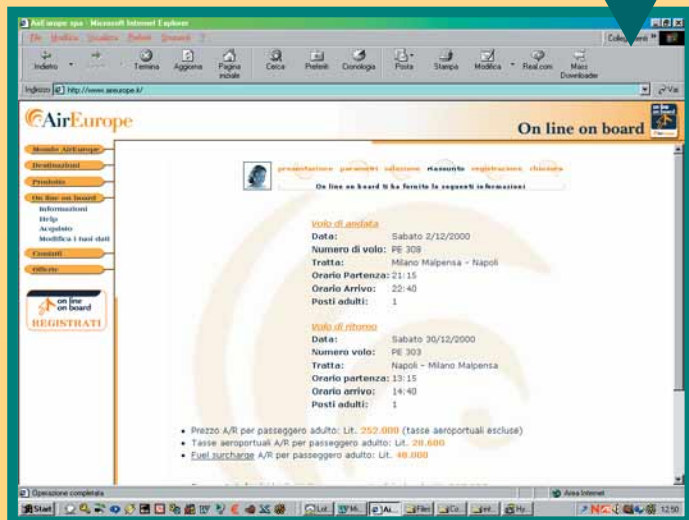 AirEurope spa - Microsoft Internet Explorer
File Modifica Visualizza Preferiti Strumenti ?
Collegamenti
Indietro
Termina
Aggiorna
Pagina iniziale
Cerca
Preferiti
Cronologia
Posta
Stampa
Modifica
Real.com
Mass Downloader
Indirizzo
Vai
AirEurope
On line on board
Mondo AirEurope
Destinazioni
Prodotto
On line on board
Informazioni
Help
Acquisto
Modifica i tuoi dati
Contatti
Offerte
on line on board
REGISTRATI
presentazione parametri selezione riassunto registrazione chiusura
On line on board ti ha fornito le seguenti informazioni
Volo di andata
Data: Sabato 2/12/2000
Numero di volo: PE 308
Tratta: Milano Malpensa - Napoli
Orario Partenza: 21:15
Orario Arrivo: 22:40
Posti adulti: 1
Volo di ritorno
Data: Sabato 30/12/2000
Numero volo: PE 303
Tratta: Napoli - Milano Malpensa
Orario partenza: 13:15
Orario arrivo: 14:40
Posti adulti: 1
• Prezzo A/R per passeggero adulto: Lit. 252.000 (tasse aeroportuali escluse)
• Tasse aeroportuali A/R per passeggero adulto: Lit. 28.600
• Fuel surcharge A/R per passeggero adulto: Lit. 40.000
Operazione completata
Area Internet
Start
12.50